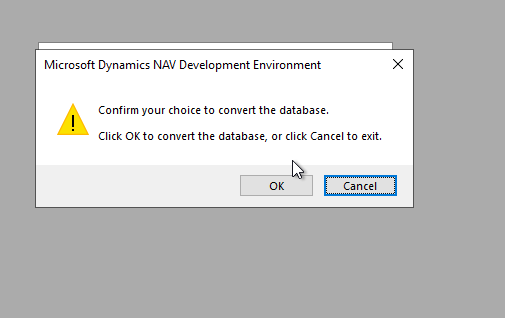 Microsoft Dynamics NAV Development Environment
Confirm your choice to convert the database.
Click OK to convert the database, or click Cancel to exit.
OK
Cancel